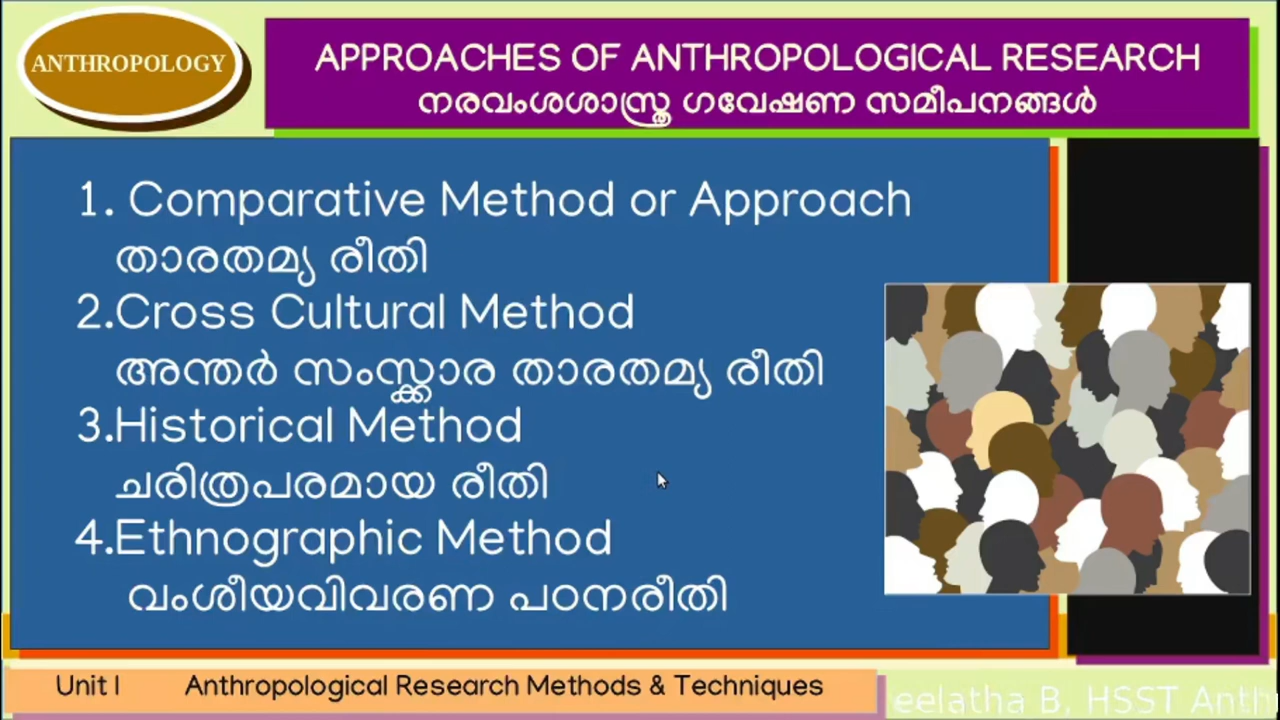 ANTHROPOLOGY
APPROACHES OF ANTHROPOLOGICAL RESEARCH
നരവംശശാസ്ത്ര ഗവേഷണ സമീപനങ്ങൾ
1. Comparative Method or Approach
താരതമ്യ രീതി
2.Cross Cultural Method
അന്തർ സംസ്ക്കാര താരതമ്യ രീതി
3.Historical Method
ചരിത്രപരമായ രീതി
4.Ethnographic Method
വംശീയവിവരണ പഠനരീതി
Unit I Anthropological Research Methods & Techniques
B. HSST